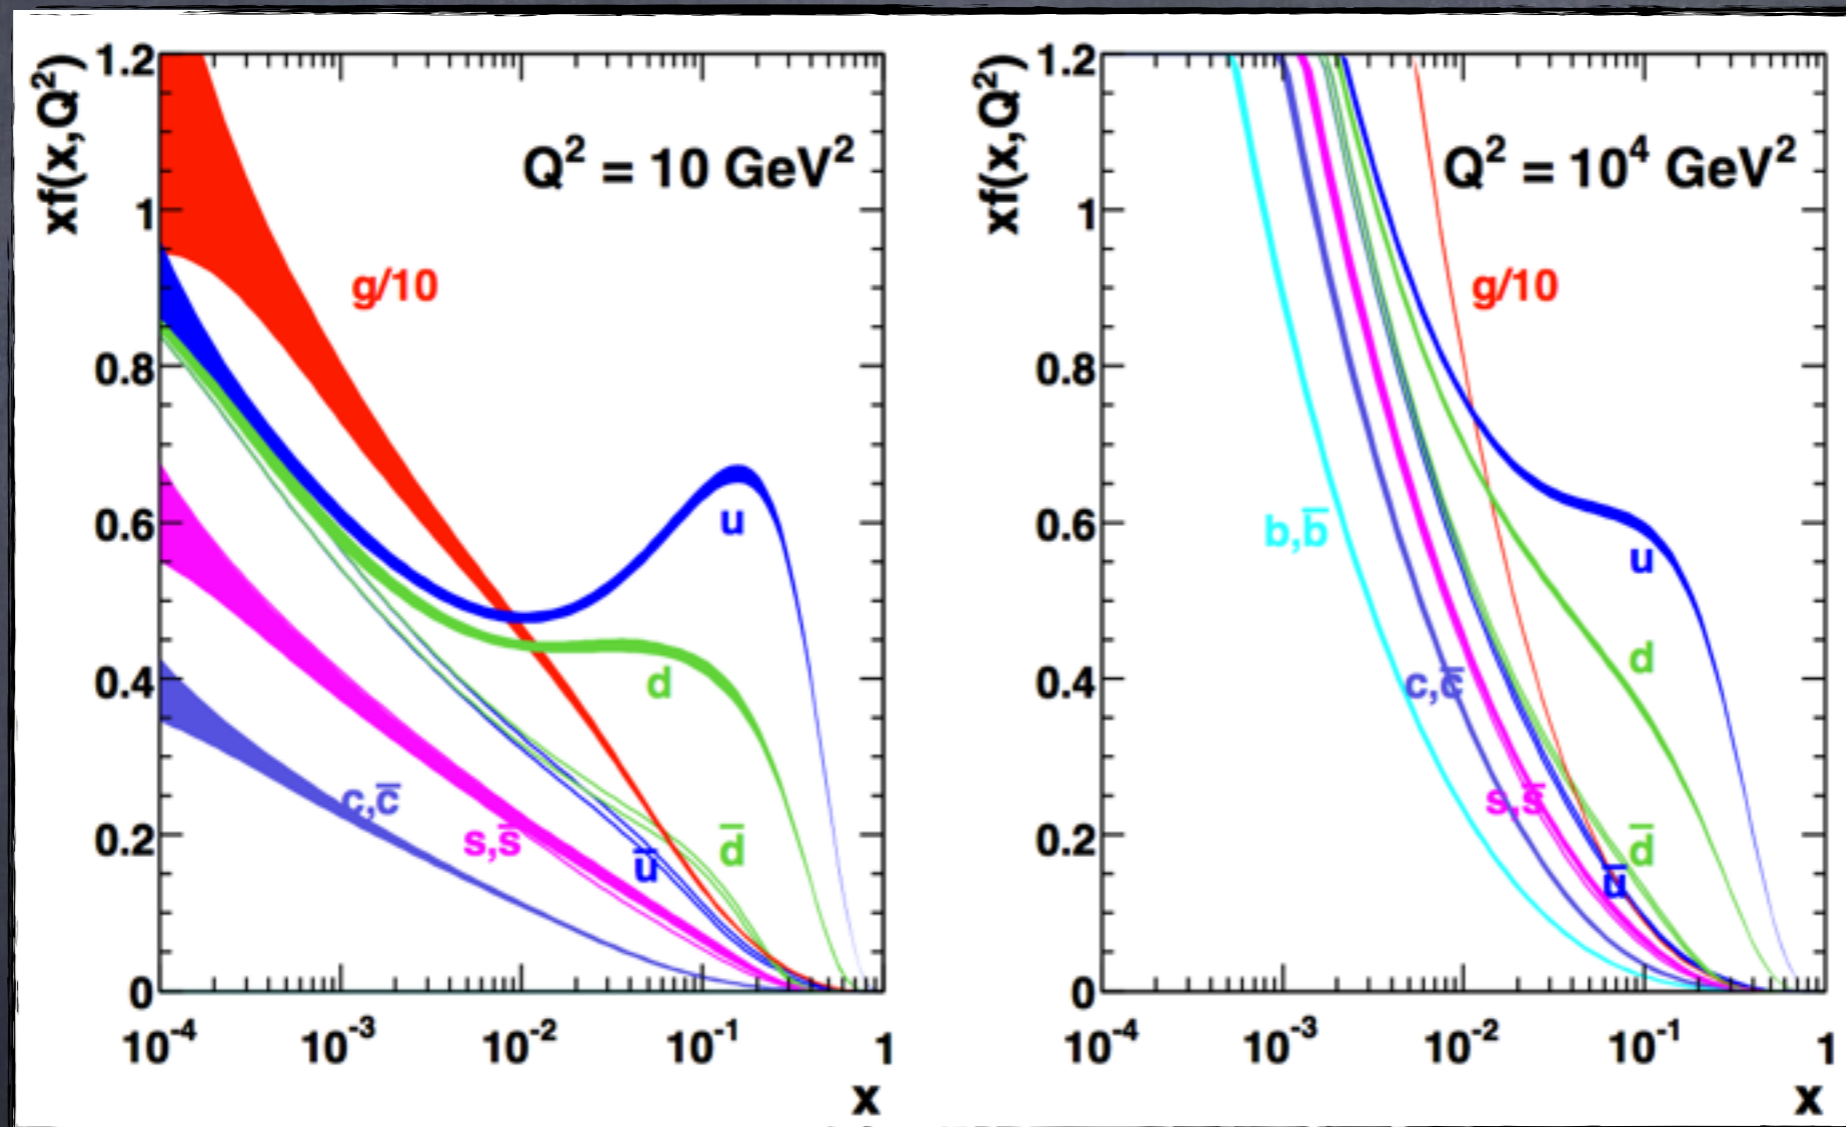 xf(x,Q²)
1.2
1
0.8
0.6
0.4
0.2
0
Q² = 10 GeV²
g/10
u
d
c,c̅
s,s̅
u̅
d̅
10⁻⁴ 10⁻³ 10⁻² 10⁻¹ 1
x
xf(x,Q²)
1.2
1
0.8
0.6
0.4
0.2
0
Q² = 10⁴ GeV²
g/10
b,b̅
u
d
c,c̅
s,s̅
d̅
u̅
10⁻⁴ 10⁻³ 10⁻² 10⁻¹ 1
x